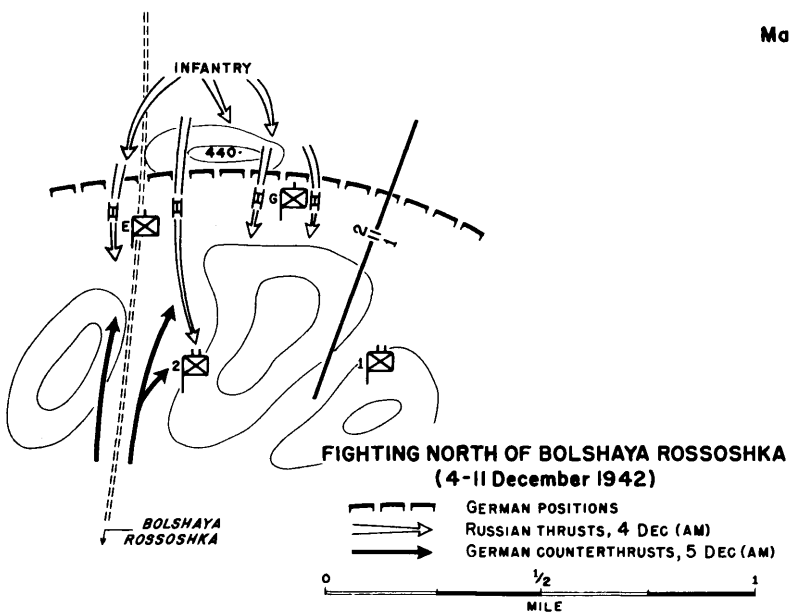 Ma
INFANTRY
440·
G
E
2
1
2
1
FIGHTING NORTH OF BOLSHAYA ROSSOSHKA
(4-11 December 1942)
GERMAN POSITIONS
RUSSIAN THRUSTS, 4 DEC (AM)
GERMAN COUNTERTHRUSTS, 5 DEC (AM)
BOLSHAYA
ROSSOSHKA
0 1/2 1
MILE